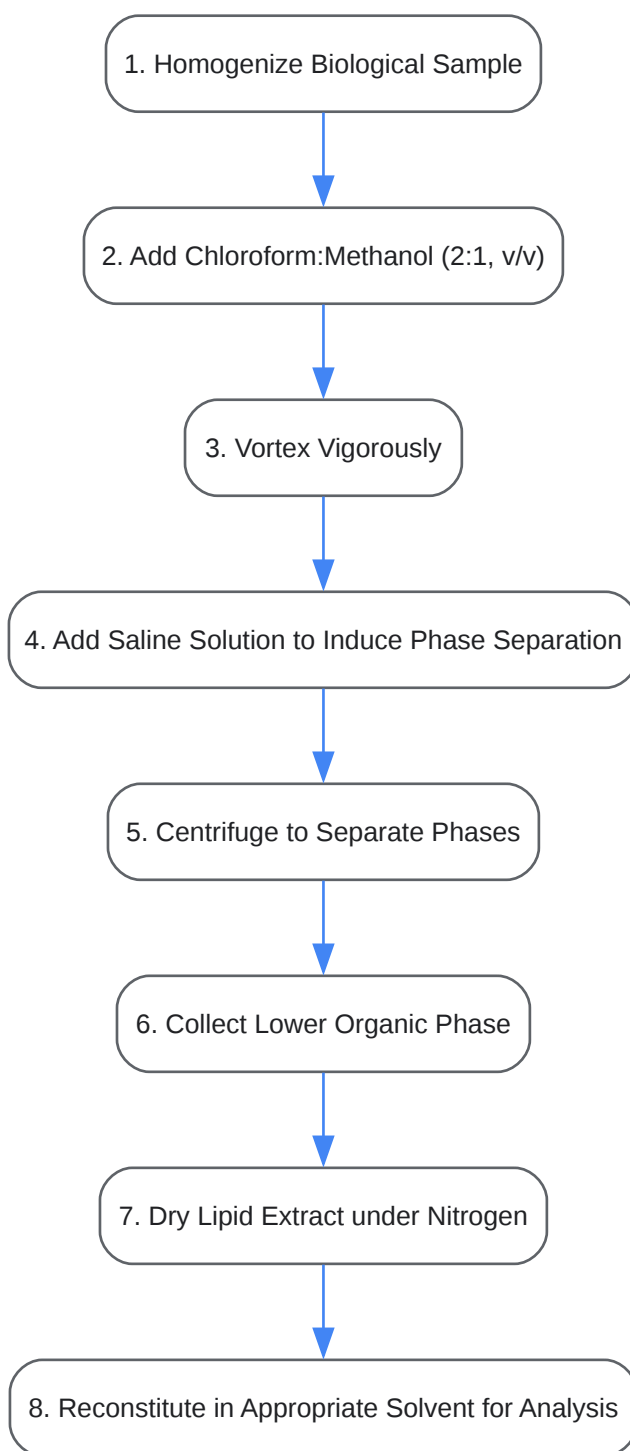 1. Homogenize Biological Sample
2. Add Chloroform:Methanol (2:1, v/v)
3. Vortex Vigorously
4. Add Saline Solution to Induce Phase Separation
5. Centrifuge to Separate Phases
6. Collect Lower Organic Phase
7. Dry Lipid Extract under Nitrogen
8. Reconstitute in Appropriate Solvent for Analysis